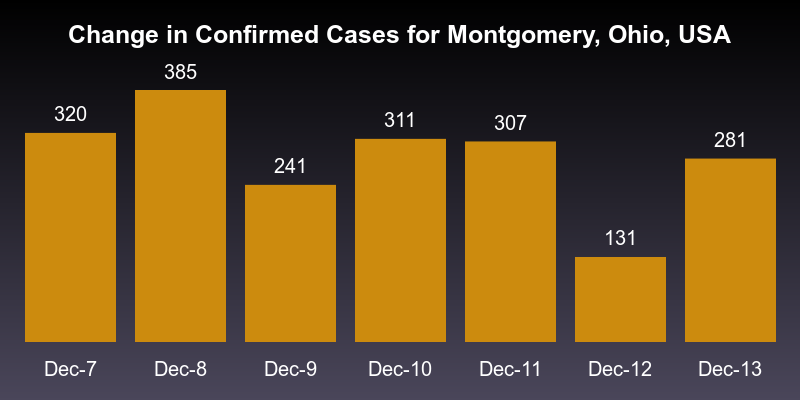 Change in Confirmed Cases for Montgomery, Ohio, USA
320
385
241
311
307
131
281
Dec-7
Dec-8
Dec-9
Dec-10
Dec-11
Dec-12
Dec-13